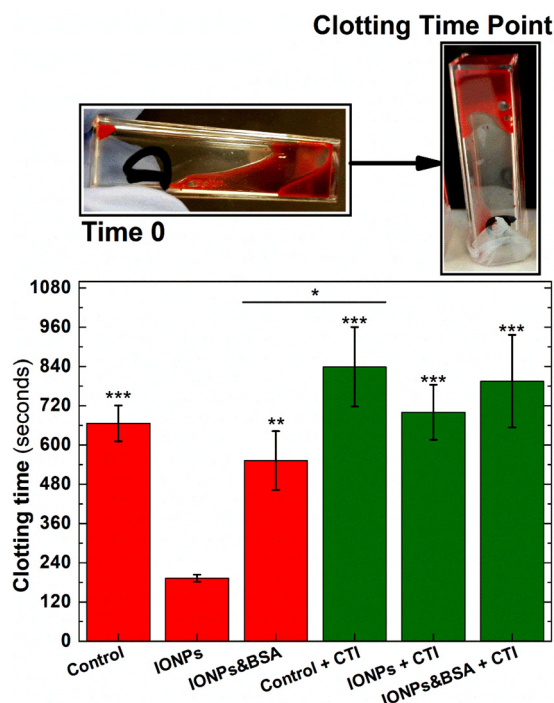 Clotting Time Point
Time 0
*
***
***
***
***
**
1080
960
840
720
600
480
360
240
120
0
Clotting time (seconds)
Control
IONPs
IONPs&BSA
Control + CTI
IONPs + CTI
IONPs&BSA + CTI